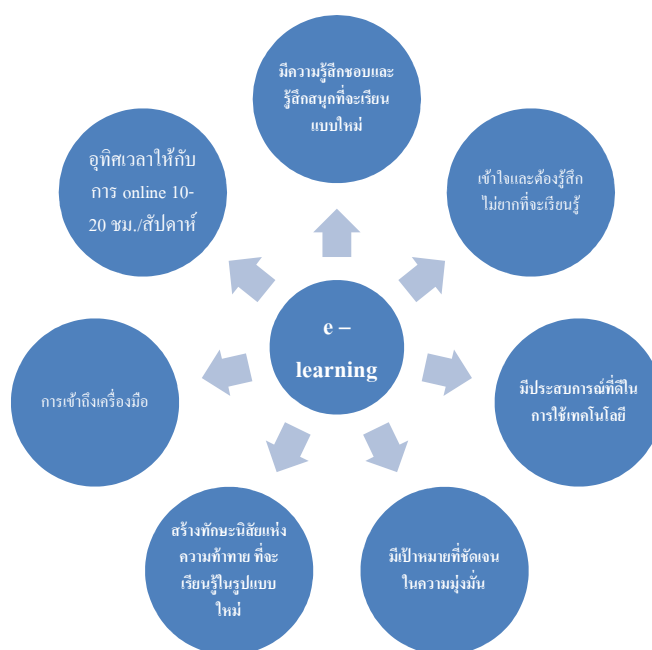 มีความรู้สึกชอบและ
รู้สึกสนุกที่จะเรียน
แบบใหม่
เข้าใจและต้องรู้สึก
ไม่ยากที่จะเรียนรู้
มีประสบการณ์ที่ดีใน
การใช้เทคโนโลยี
มีเป้าหมายที่ชัดเจน
ในความมุ่งมั่น
สร้างทักษะนิสัยแห่ง
ความท้าทาย ที่จะ
เรียนรู้ในรูปแบบ
ใหม่
การเข้าถึงเครื่องมือ
อุทิศเวลาให้กับ
การ online 10-
20 ชม./สัปดาห์
e –
learning